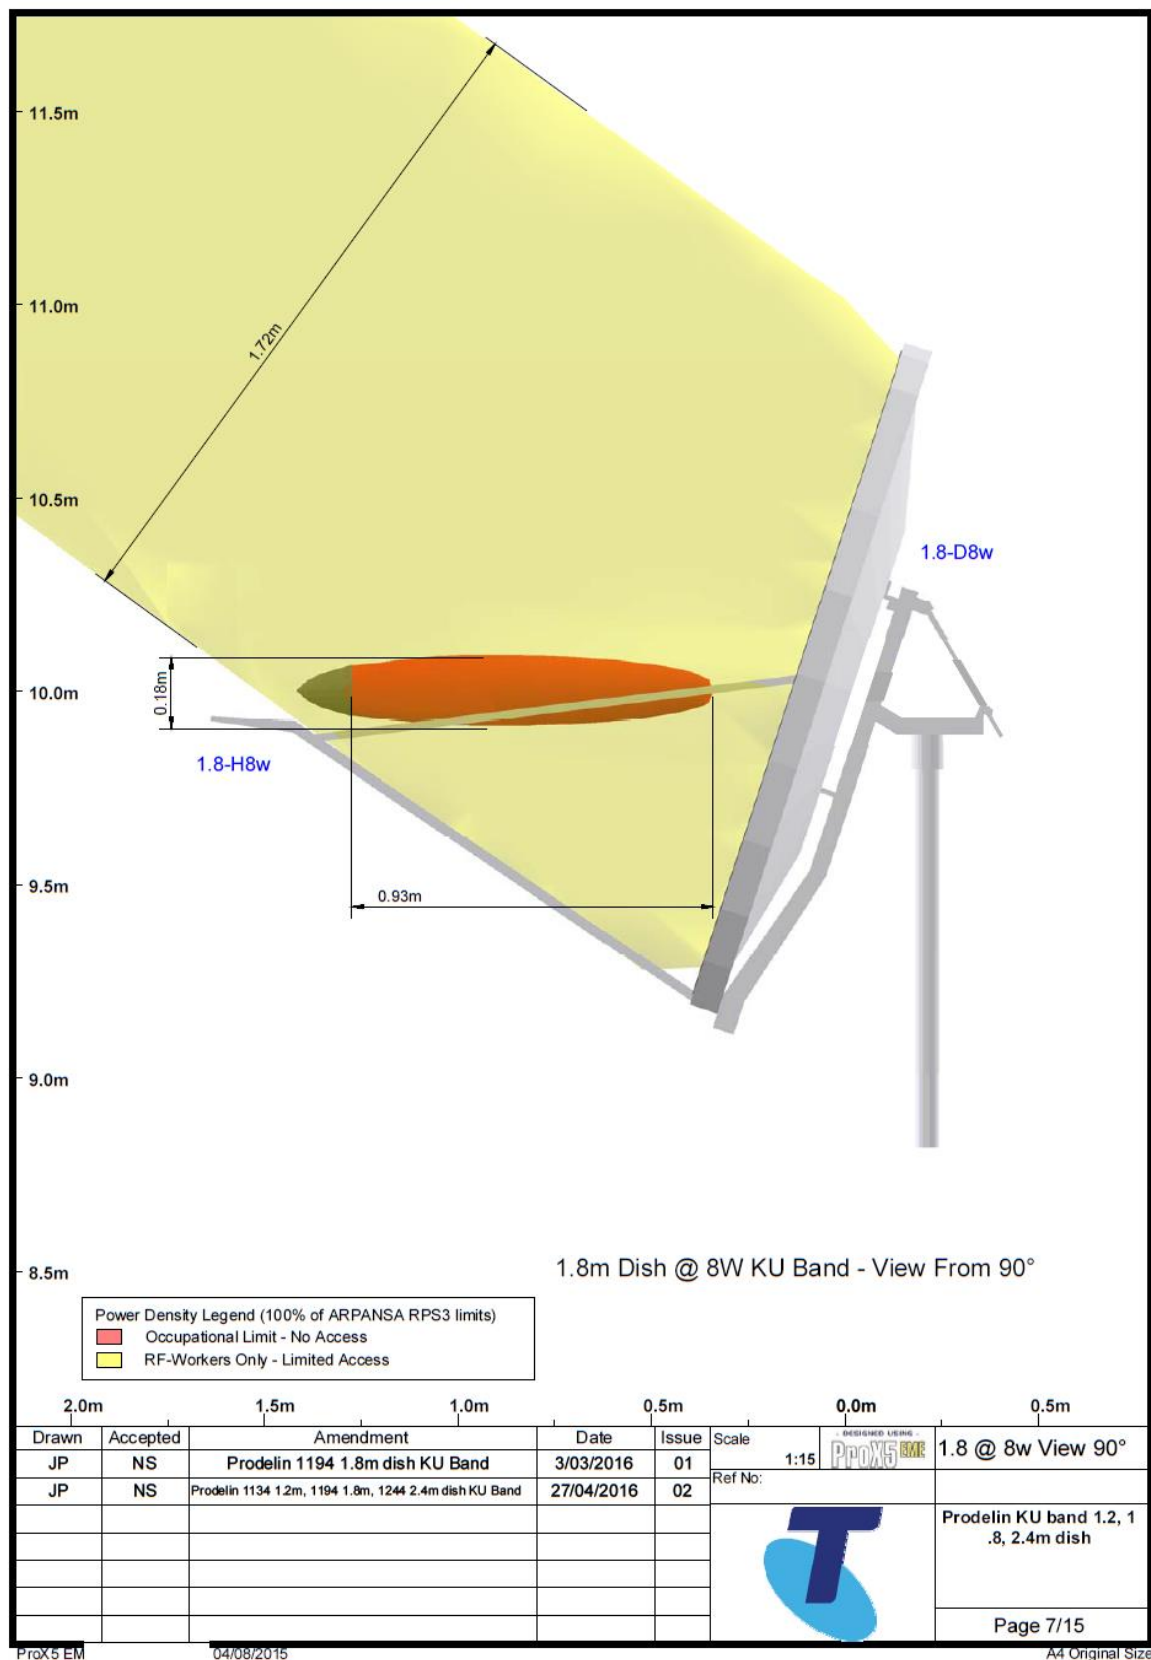 11.5m
1.72m
11.0m
10.5m
1.8-D8w
0.18m
10.0m
1.8-H8w
0.93m
9.5m
9.0m
8.5m
1.8m Dish @ 8W KU Band - View From 90°
Power Density Legend (100% of ARPANSA RPS3 limits)
Occupational Limit - No Access
RF-Workers Only - Limited Access
2.0m 1.5m 1.0m 0.5m 0.0m 0.5m
Drawn Accepted Amendment Date Issue
JP NS Prodelin 1194 1.8m dish KU Band 3/03/2016 01
JP NS Prodelin 1134 1.2m, 1194 1.8m, 1244 2.4m dish KU Band 27/04/2016 02
Scale
1:15
- DESIGNED USING -
ProX5 EME
1.8 @ 8w View 90°
Ref No:
T
Prodelin KU band 1.2, 1
.8, 2.4m dish
Page 7/15
ProX5 EM 04/08/2015 A4 Original Size